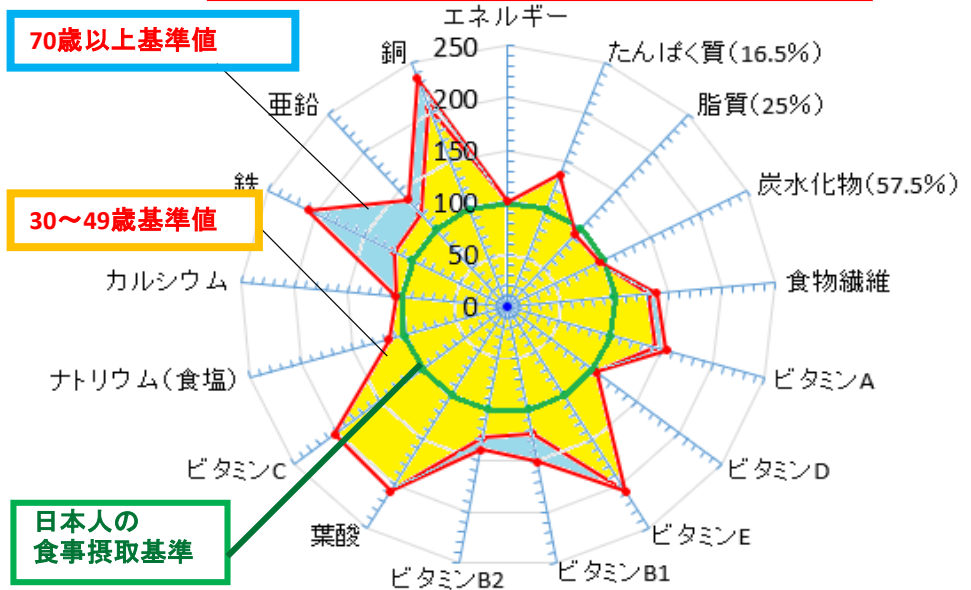 エネルギー
70歳以上基準値
250
銅
たんぱく質(16.5%)
200
亜鉛
脂質(25%)
150
鉄
100
炭水化物(57.5%)
30～49歳基準値
50
カルシウム
食物繊維
0
ナトリウム(食塩)
ビタミンA
ビタミンC
ビタミンD
日本人の
食事摂取基準
葉酸
ビタミンE
ビタミンB2
ビタミンB1